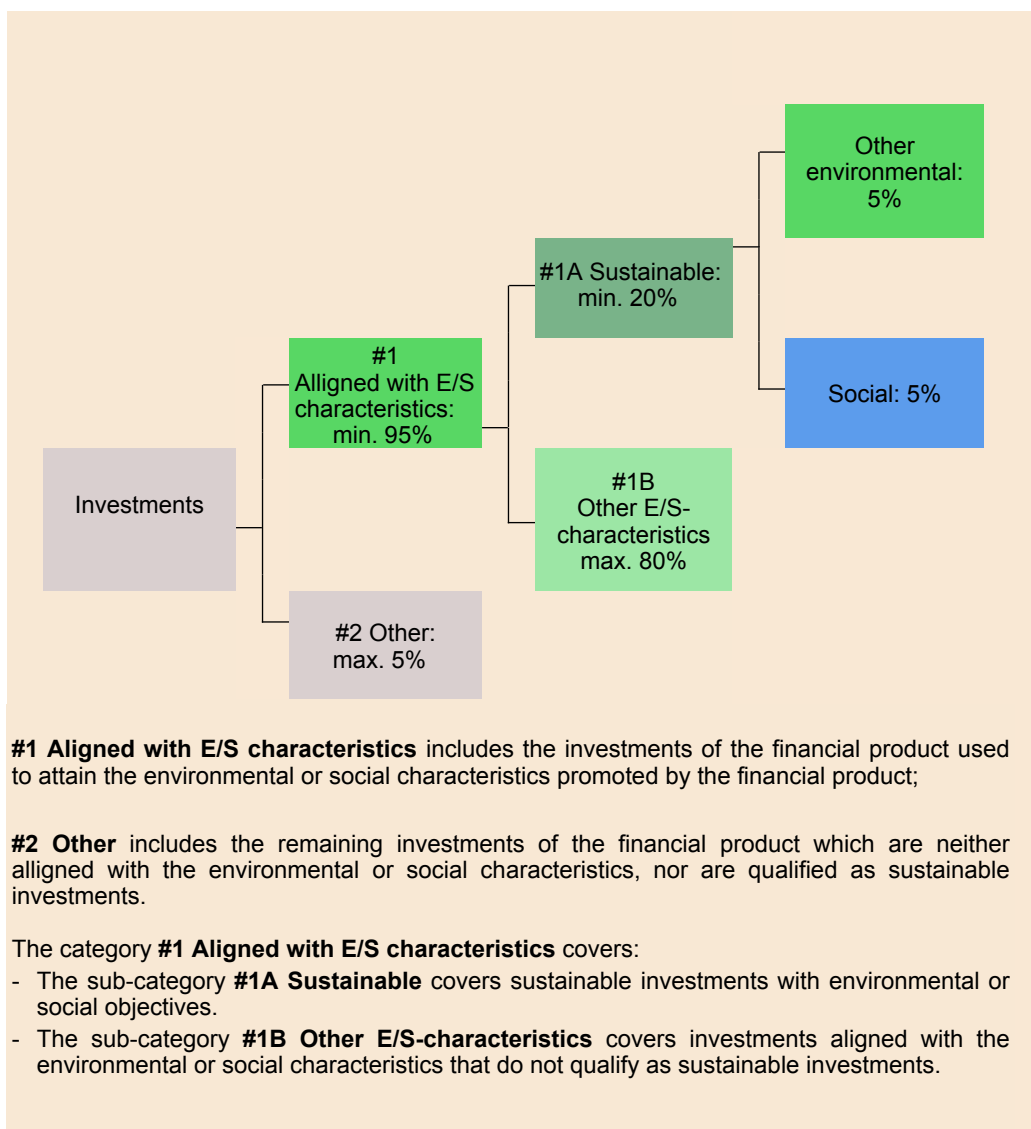 Other
environmental:
5%
#1A Sustainable:
min. 20%
#1
Alligned with E/S
characteristics:
min. 95%
Social: 5%
Investments
#1B
Other E/S-
characteristics
max. 80%
#2 Other:
max. 5%
#1 Aligned with E/S characteristics includes the investments of the financial product used
to attain the environmental or social characteristics promoted by the financial product;
#2 Other includes the remaining investments of the financial product which are neither
alligned with the environmental or social characteristics, nor are qualified as sustainable
investments.
The category #1 Aligned with E/S characteristics covers:
- The sub-category #1A Sustainable covers sustainable investments with environmental or
social objectives.
- The sub-category #1B Other E/S-characteristics covers investments aligned with the
environmental or social characteristics that do not qualify as sustainable investments.